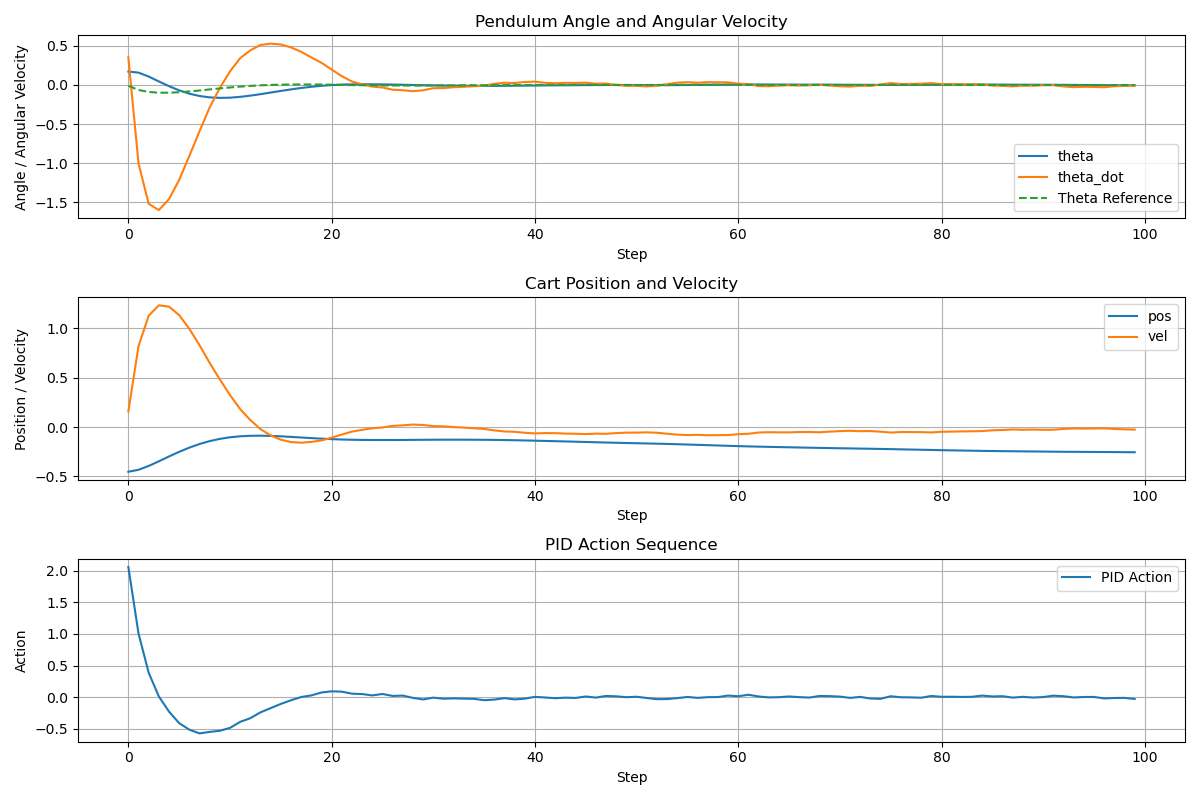 Pendulum Angle and Angular Velocity
Angle / Angular Velocity
0.5
0.0
−0.5
−1.0
−1.5
theta
theta_dot
Theta Reference
0 20 40 60 80 100
Step
Cart Position and Velocity
Position / Velocity
1.0
0.5
0.0
−0.5
pos
vel
0 20 40 60 80 100
Step
PID Action Sequence
Action
2.0
1.5
1.0
0.5
0.0
−0.5
PID Action
0 20 40 60 80 100
Step